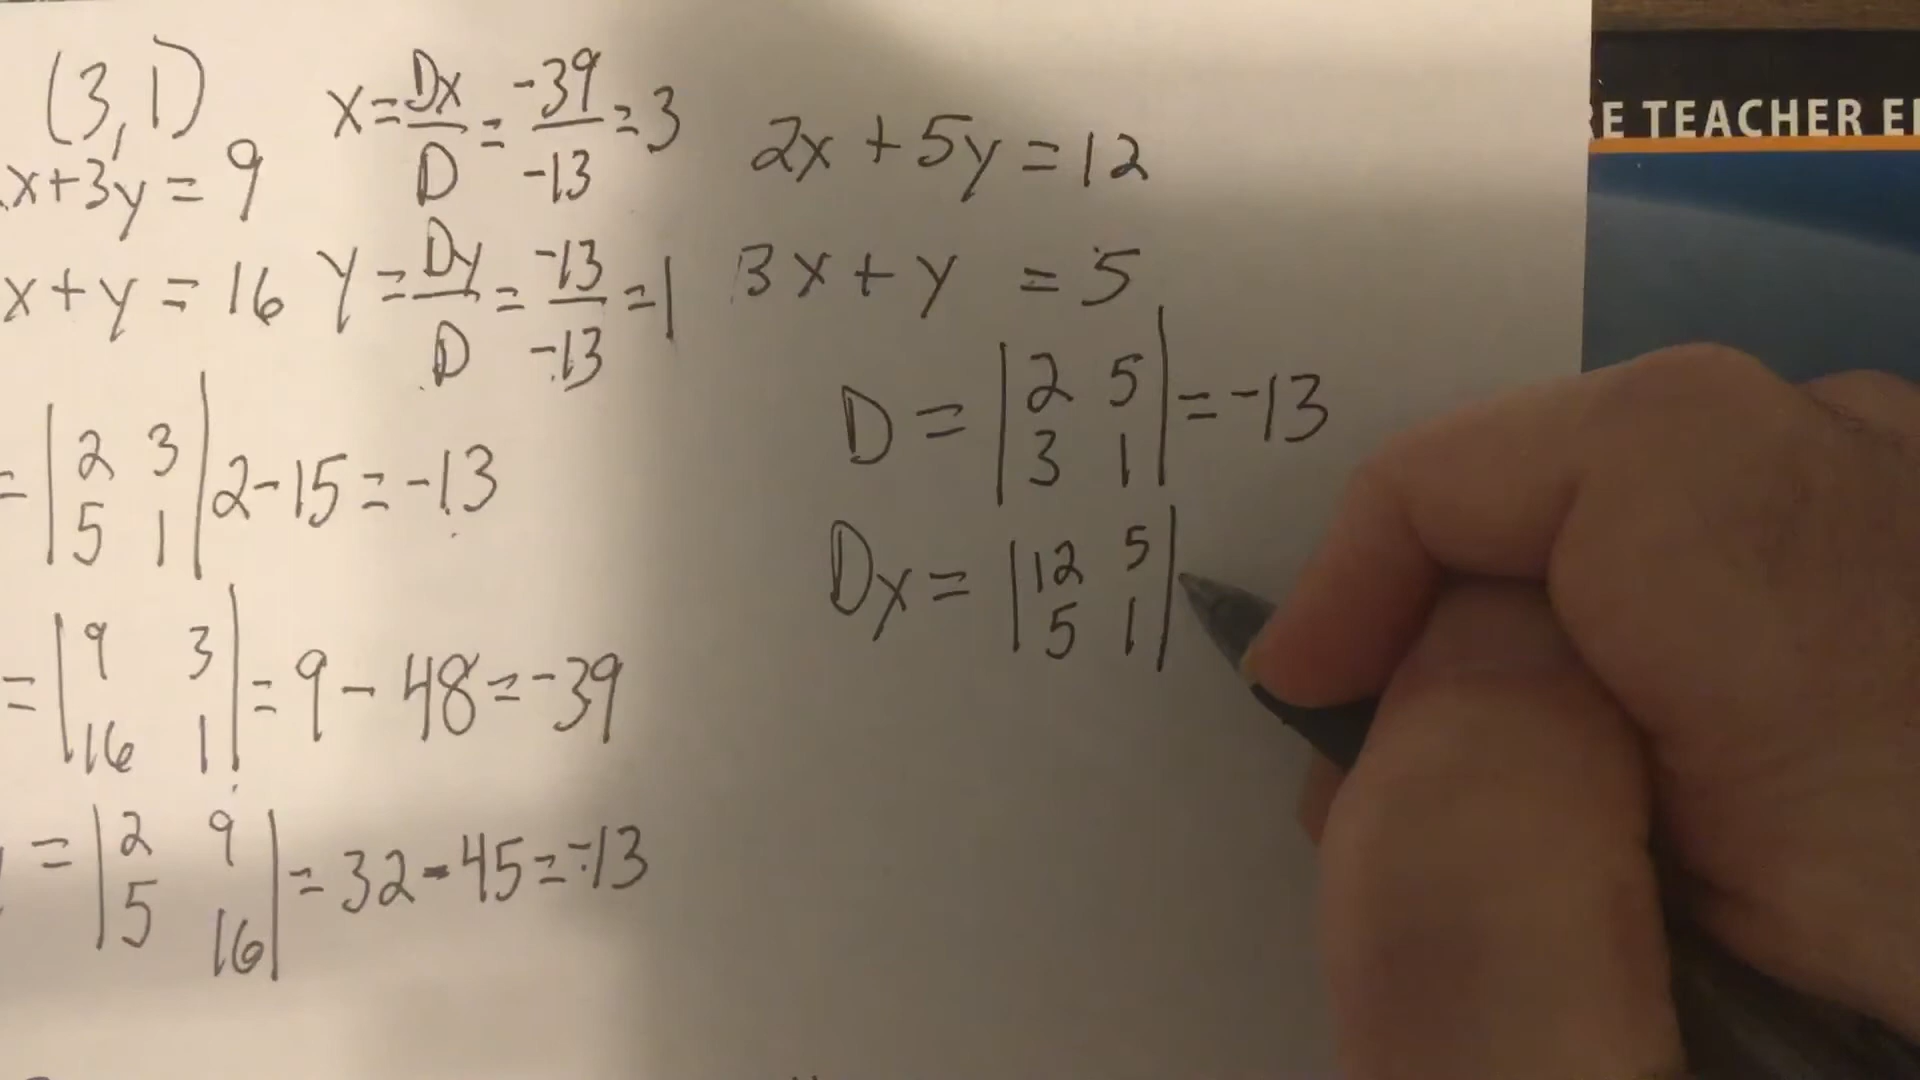 (3,1)
x+3y=9
x+y=16
=|2 3|2-15=-13
|5 1|
=|9 3|=9-48=-39
|16 1|
=|2 9|=32-45=-13
|5 16|
x=Dx/D=-39/-13=3
y=Dy/D=-13/-13=1
2x+5y=12
3x+y=5
D=|2 5|=-13
|3 1|
Dx=|12 5|
|5 1|
TEACHER